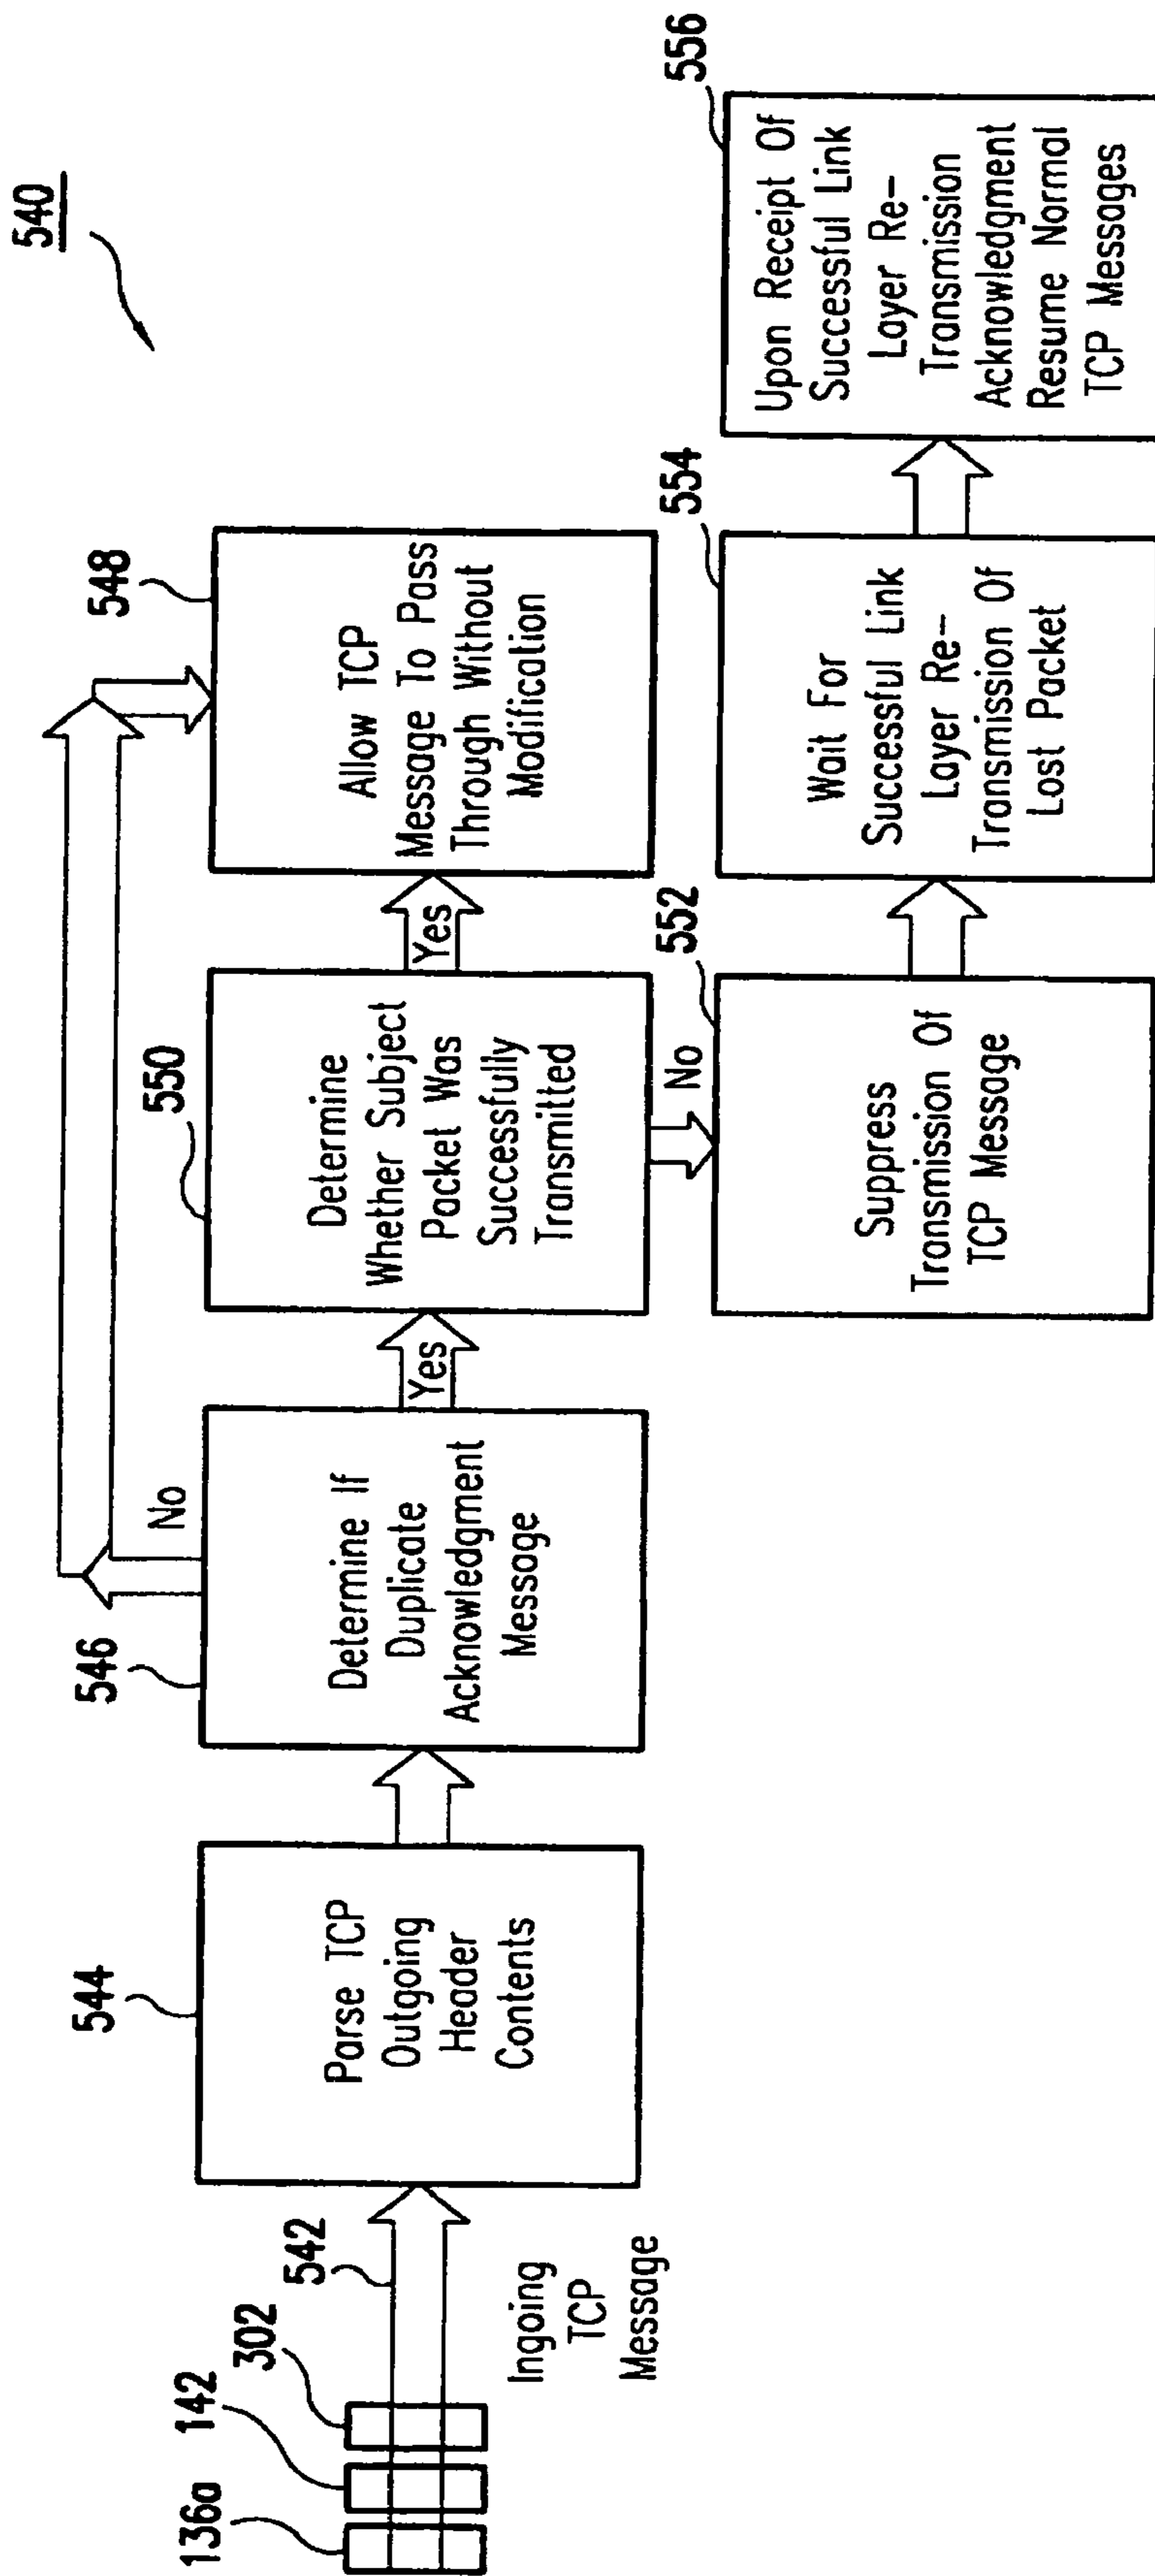 540
136a
142
302
542
Ingoing
TCP
Message
544
Parse TCP
Outgoing
Header
Contents
546
Determine If
Duplicate
Acknowledgment
Message
No
Yes
550
Determine
Whether Subject
Packet Was
Successfully
Transmitted
Yes
548
Allow TCP
Message To Pass
Through Without
Modification
No
552
Suppress
Transmission Of
TCP Message
554
Wait For
Successful Link
Layer Re-
Transmission Of
Lost Packet
556
Upon Receipt Of
Successful Link
Layer Re-
Transmission
Acknowledgment
Resume Normal
TCP Messages